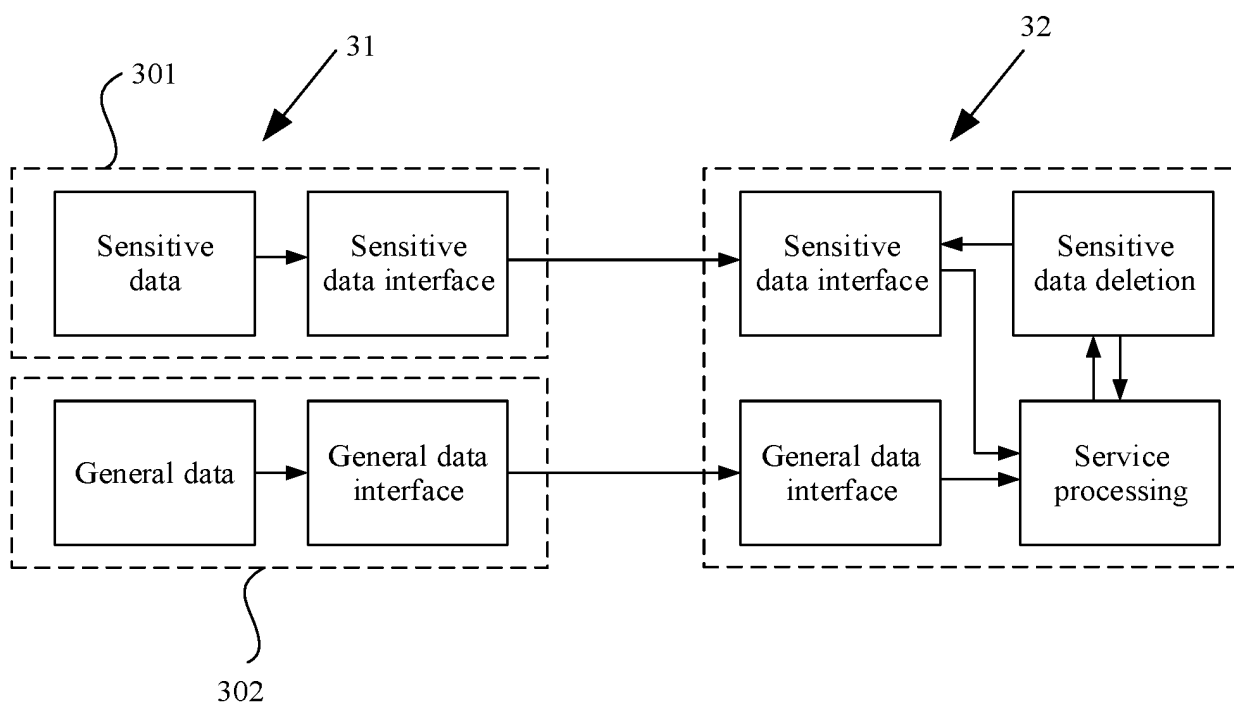 301
31
32
Sensitive
data
Sensitive
data interface
Sensitive
data interface
Sensitive
data deletion
General data
General data
interface
General data
interface
Service
processing
302